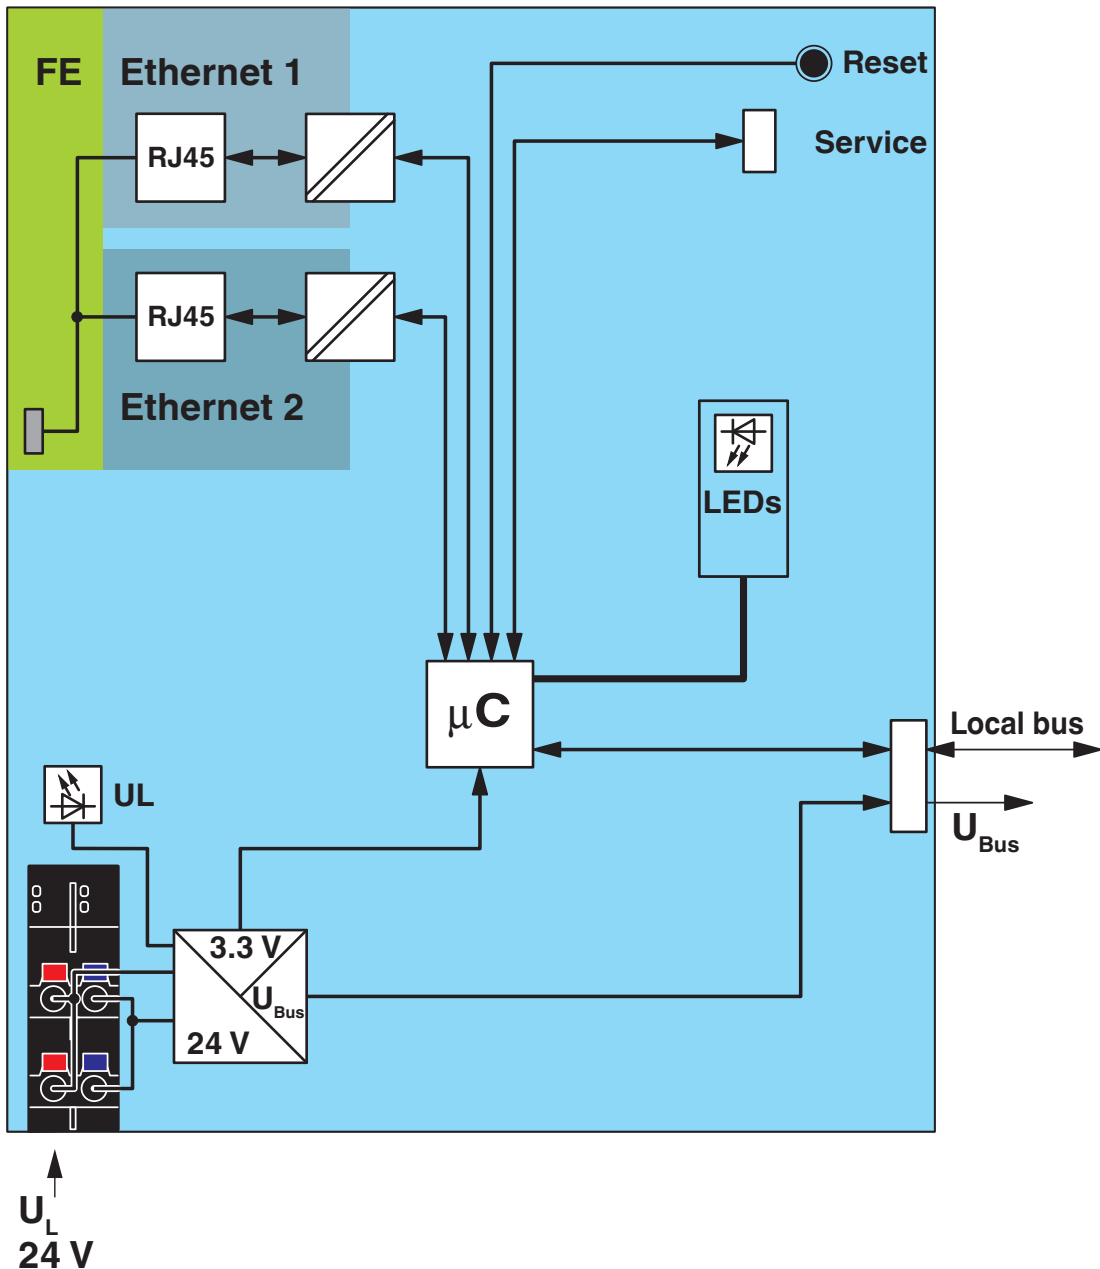 FE
Ethernet 1
Reset
RJ45
Service
RJ45
Ethernet 2
LEDs
μC
Local bus
UL
U Bus
3.3 V
U Bus
24 V
U L
24 V